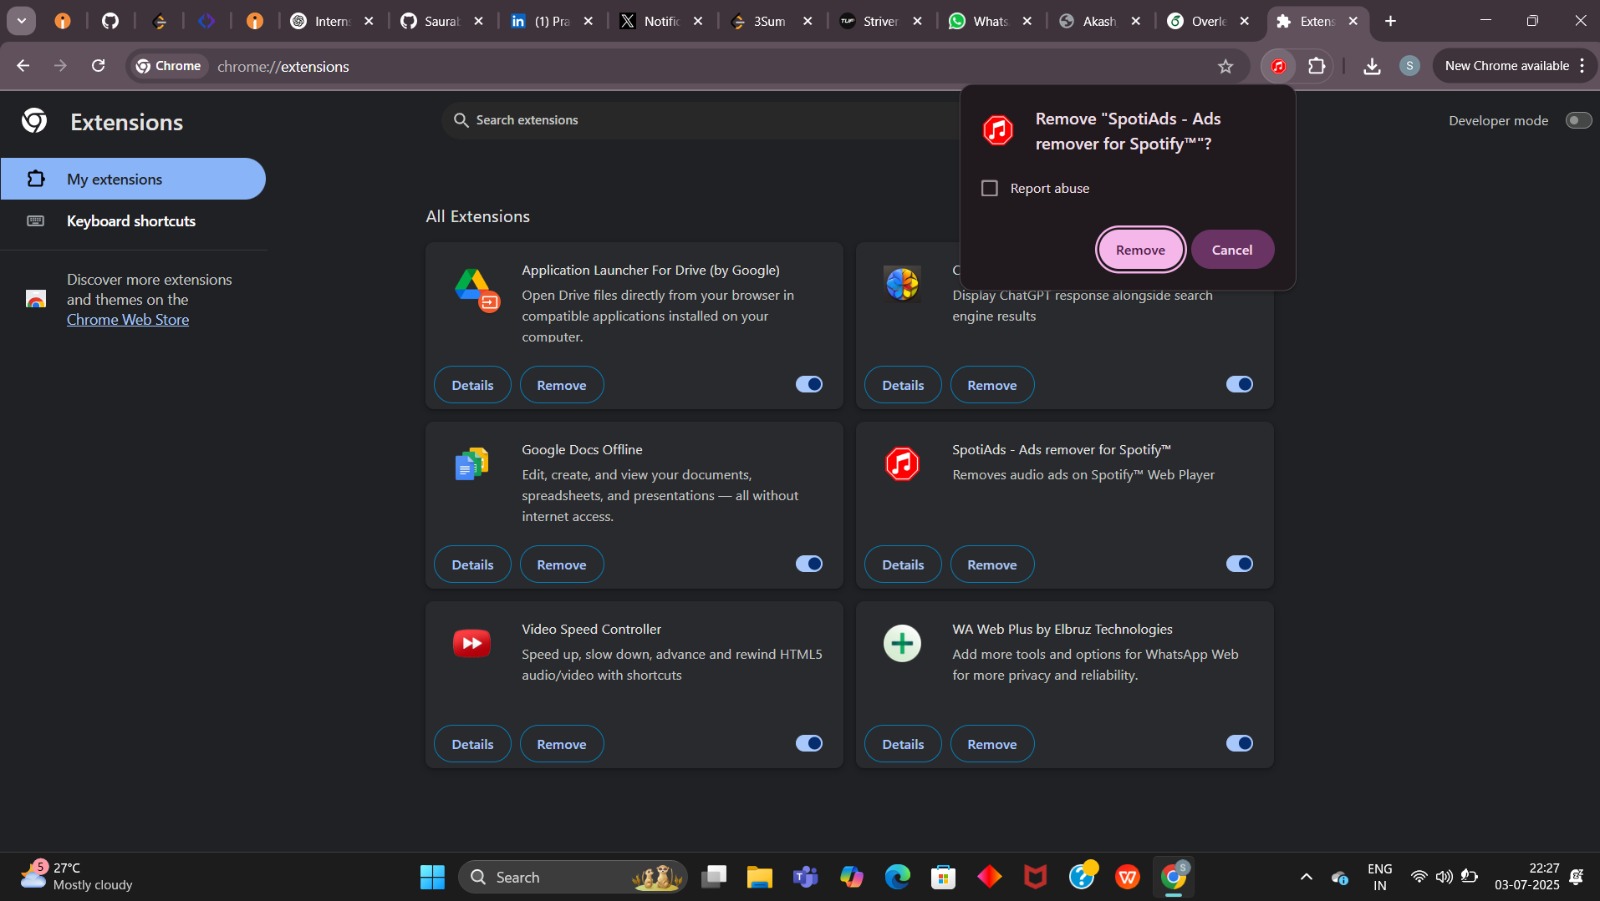 Intern
Saural
(1) Pra
Notific
3Sum
Striver
Whats
Akash
Overle
Extens
Chrome
chrome://extensions
S
New Chrome available
Extensions
Search extensions
Developer mode
Remove "SpotiAds - Ads
remover for Spotify™"?
Report abuse
Remove
Cancel
My extensions
Keyboard shortcuts
Discover more extensions
and themes on the
Chrome Web Store
All Extensions
Application Launcher For Drive (by Google)
Open Drive files directly from your browser in
compatible applications installed on your
computer.
Details
Remove
C
Display ChatGPT response alongside search
engine results
Details
Remove
Google Docs Offline
Edit, create, and view your documents,
spreadsheets, and presentations — all without
internet access.
Details
Remove
SpotiAds - Ads remover for Spotify™
Removes audio ads on Spotify™ Web Player
Details
Remove
Video Speed Controller
Speed up, slow down, advance and rewind HTML5
audio/video with shortcuts
Details
Remove
WA Web Plus by Elbruz Technologies
Add more tools and options for WhatsApp Web
for more privacy and reliability.
Details
Remove
5
27°C
Mostly cloudy
Search
ENG
IN
22:27
03-07-2025